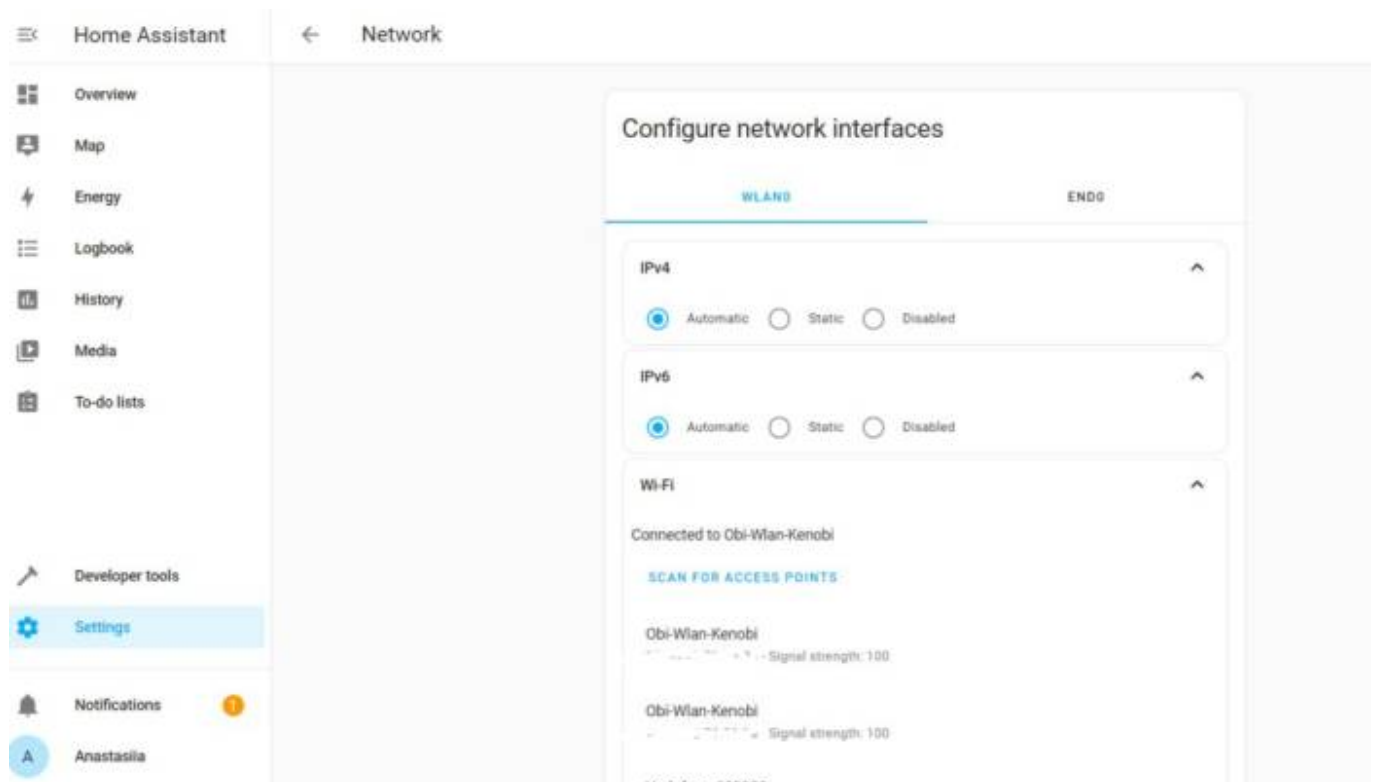 Home Assistant
Network
Overview
Map
Energy
Logbook
History
Media
To-do lists
Developer tools
Settings
Notifications
Anastasiia
A
Configure network interfaces
WLAN0
END0
IPv4
Automatic Static Disabled
IPv6
Automatic Static Disabled
Wi-Fi
Connected to Obi-Wlan-Kenobi
SCAN FOR ACCESS POINTS
Obi-Wlan-Kenobi
Signal strength: 100
Obi-Wlan-Kenobi
Signal strength: 100